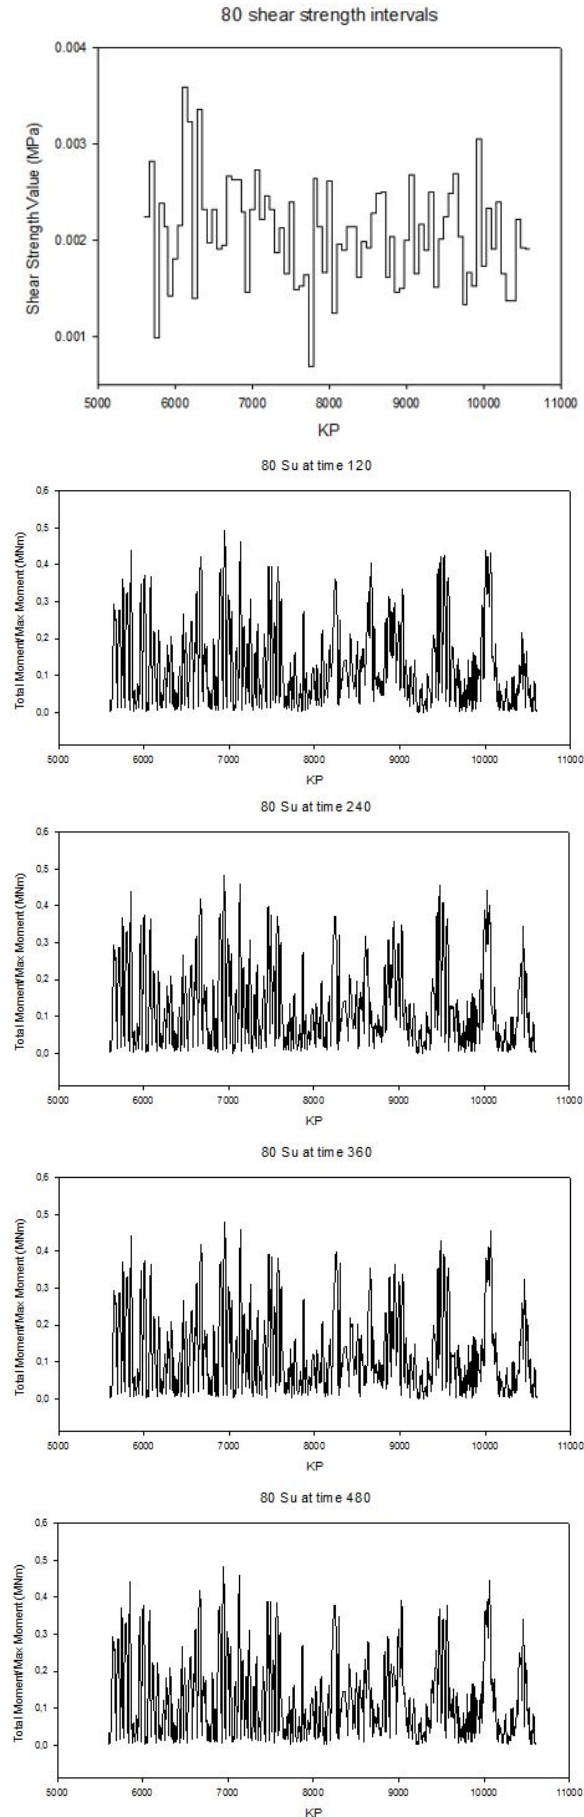 80 shear strength intervals
0.004
0.003
0.002
0.001
Shear Strength Value (MPa)
5000 6000 7000 8000 9000 10000 11000
KP
80 Su at time 120
0,6
0,5
0,4
0,3
0,2
0,1
0,0
Total Moment/Max Moment (MNm)
5000 6000 7000 8000 9000 10000 11000
KP
80 Su at time 240
0,6
0,5
0,4
0,3
0,2
0,1
0,0
Total Moment/Max Moment (MNm)
5000 6000 7000 8000 9000 10000 11000
KP
80 Su at time 360
0,6
0,5
0,4
0,3
0,2
0,1
0,0
Total Moment/Max Moment (MNm)
5000 6000 7000 8000 9000 10000 11000
KP
80 Su at time 480
0,6
0,5
0,4
0,3
0,2
0,1
0,0
Total Moment/Max Moment (MNm)
5000 6000 7000 8000 9000 10000 11000
KP